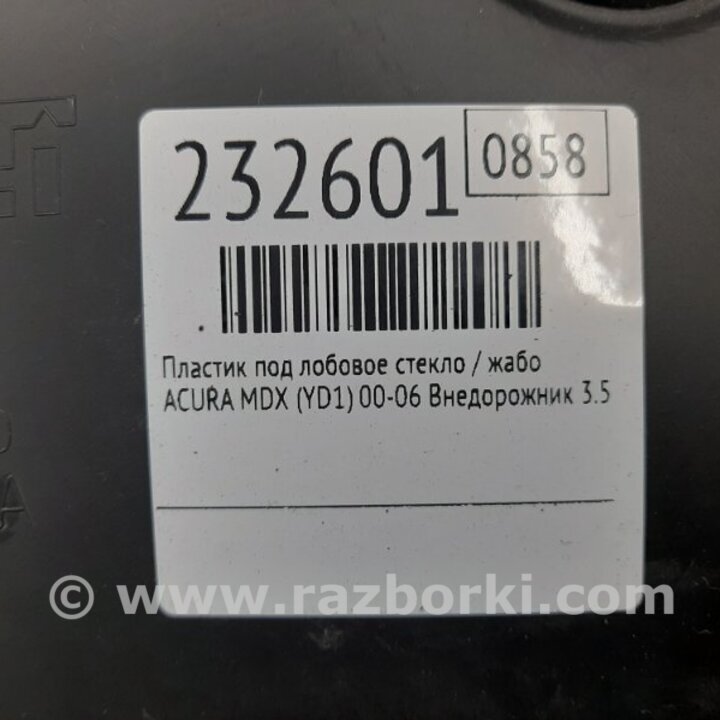 232601
0858
Пластик под лобовое стекло / жабо
ACURA MDX (YD1) 00-06 Внедорожник 3.5
© www.razborki.com